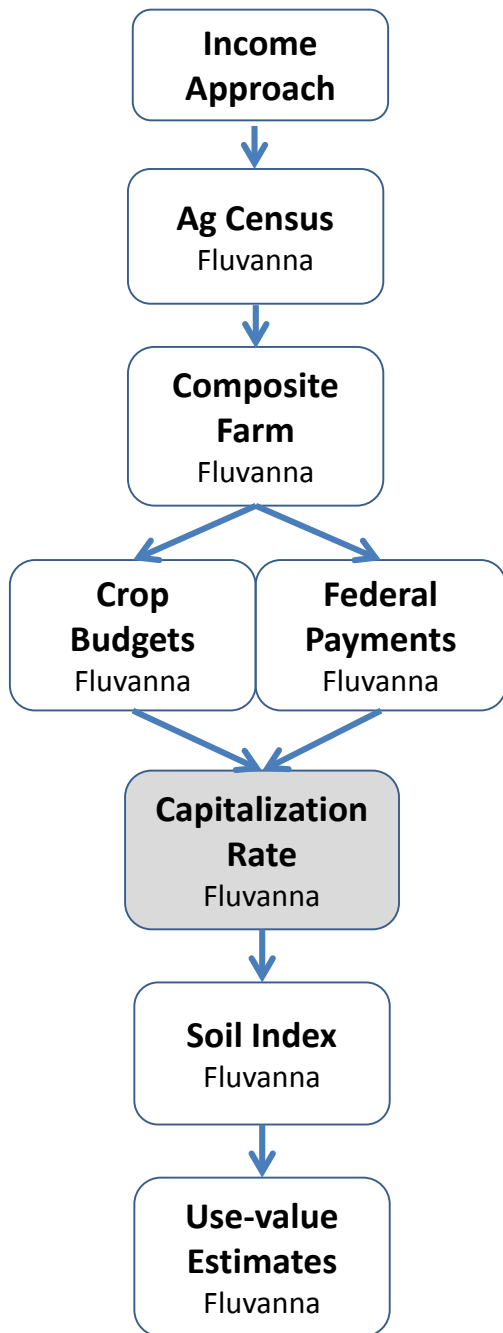 Income
Approach
Ag Census
Fluvanna
Composite
Farm
Fluvanna
Crop
Budgets
Fluvanna
Federal
Payments
Fluvanna
Capitalization
Rate
Fluvanna
Soil Index
Fluvanna
Use-value
Estimates
Fluvanna